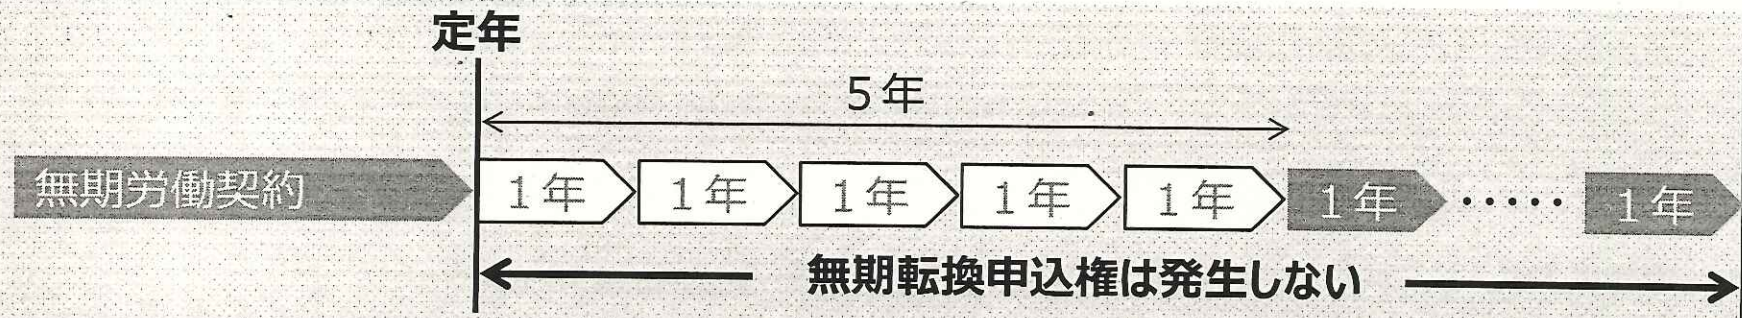 定年
5年
無期労働契約
1年
1年
1年
1年
1年
1年
・・・・・
1年
無期転換申込権は発生しない